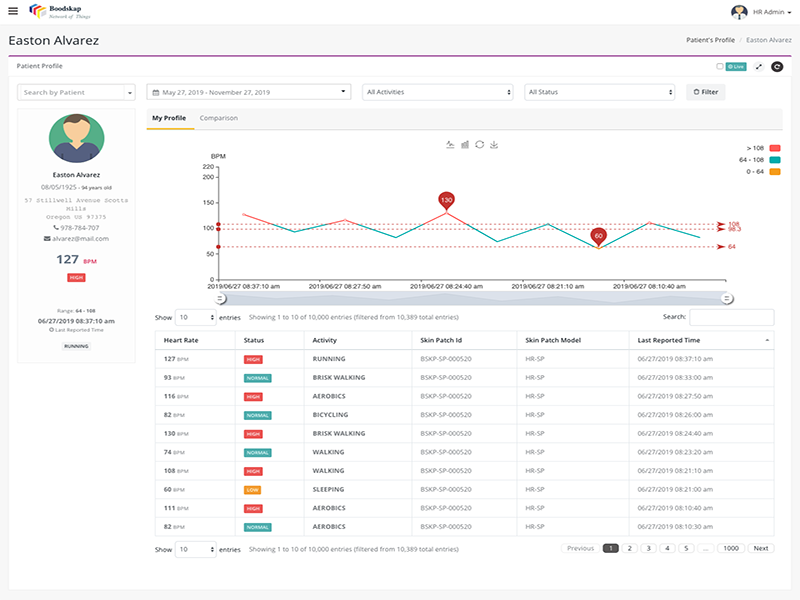 Boodskap
Network of Things
HR Admin
Easton Alvarez
Patient's Profile / Easton Alvarez
Patient Profile
Live
Search by Patient
May 27, 2019 - November 27, 2019
All Activities
All Status
Filter
My Profile
Comparison
Easton Alvarez
08/05/1925 - 94 years old
57 Stillwell Avenue Scotts
Mills
Oregon US 97375
978-784-707
alvarez@mail.com
127 BPM
HIGH
Range: 64 - 108
06/27/2019 08:37:10 am
Last Reported Time
RUNNING
BPM
220
200
150
100
50
0
130
60
108
98.3
64
> 108
64 - 108
0 - 64
2019/06/27 08:37:10 am
2019/06/27 08:27:50 am
2019/06/27 08:24:40 am
2019/06/27 08:21:10 am
2019/06/27 08:10:40 am
Show 10 entries Showing 1 to 10 of 10,000 entries (filtered from 10,389 total entries)
Search:
Heart Rate Status Activity Skin Patch Id Skin Patch Model Last Reported Time
127 BPM HIGH RUNNING BSKP-SP-000520 HR-SP 06/27/2019 08:37:10 am
93 BPM NORMAL BRISK WALKING BSKP-SP-000520 HR-SP 06/27/2019 08:33:00 am
116 BPM HIGH AEROBICS BSKP-SP-000520 HR-SP 06/27/2019 08:27:50 am
82 BPM NORMAL BICYCLING BSKP-SP-000520 HR-SP 06/27/2019 08:26:00 am
130 BPM HIGH BRISK WALKING BSKP-SP-000520 HR-SP 06/27/2019 08:24:40 am
74 BPM NORMAL WALKING BSKP-SP-000520 HR-SP 06/27/2019 08:23:20 am
108 BPM HIGH WALKING BSKP-SP-000520 HR-SP 06/27/2019 08:21:10 am
60 BPM LOW SLEEPING BSKP-SP-000520 HR-SP 06/27/2019 08:21:00 am
111 BPM HIGH AEROBICS BSKP-SP-000520 HR-SP 06/27/2019 08:10:40 am
82 BPM NORMAL AEROBICS BSKP-SP-000520 HR-SP 06/27/2019 08:10:30 am
Show 10 entries Showing 1 to 10 of 10,000 entries (filtered from 10,389 total entries)
Previous 1 2 3 4 5 ... 1000 Next